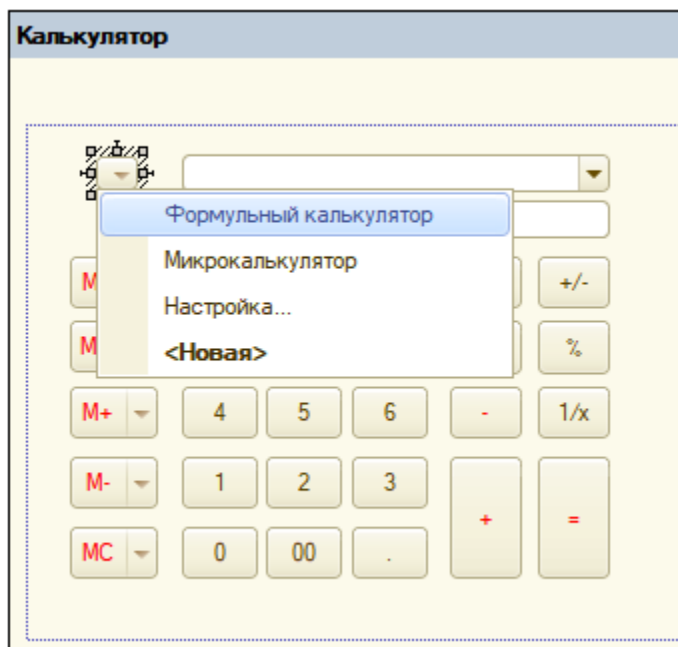 Калькулятор
Формульный калькулятор
Микрокалькулятор
M +/-
Настройка...
M %
<Новая>
M+ 4 5 6 - 1/x
M- 1 2 3
+ =
MC 0 00 .